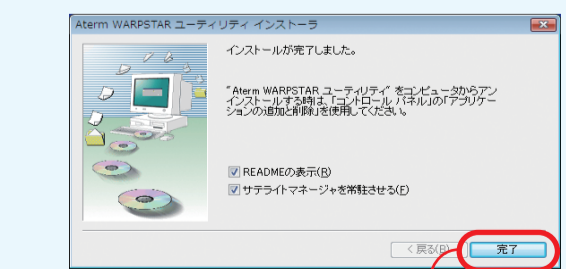 Aterm WARPSTAR ユーティリティ インストーラ
インストールが完了しました。
"Aterm WARPSTAR ユーティリティ" をコンピュータからアン
インストールする時は、「コントロール パネル」の「アプリケー
ションの追加と削除」を使用してください。
READMEの表示(R)
サテライトマネージャを常駐させる(E)
< 戻る(B)
完了